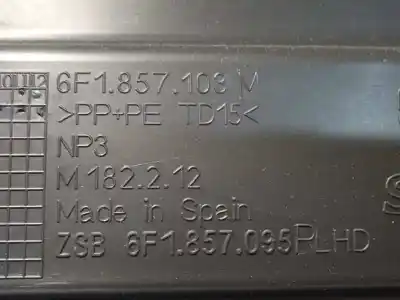 6F1.857.103 M
>PP+PE TD15<
NP3
M.182.2.12
Made in Spain
ZSB 6F1.857.095PLHD